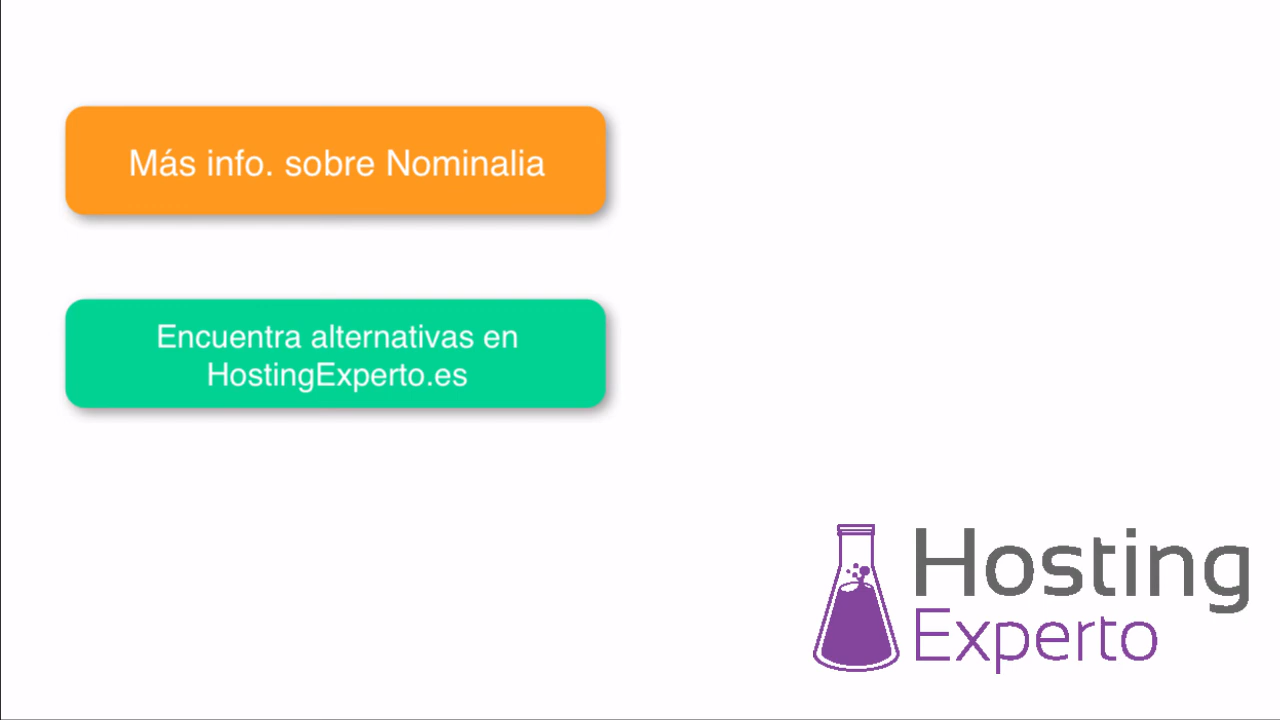 Más info. sobre Nominalia
Encuentra alternativas en
HostingExperto.es
Hosting
Experto